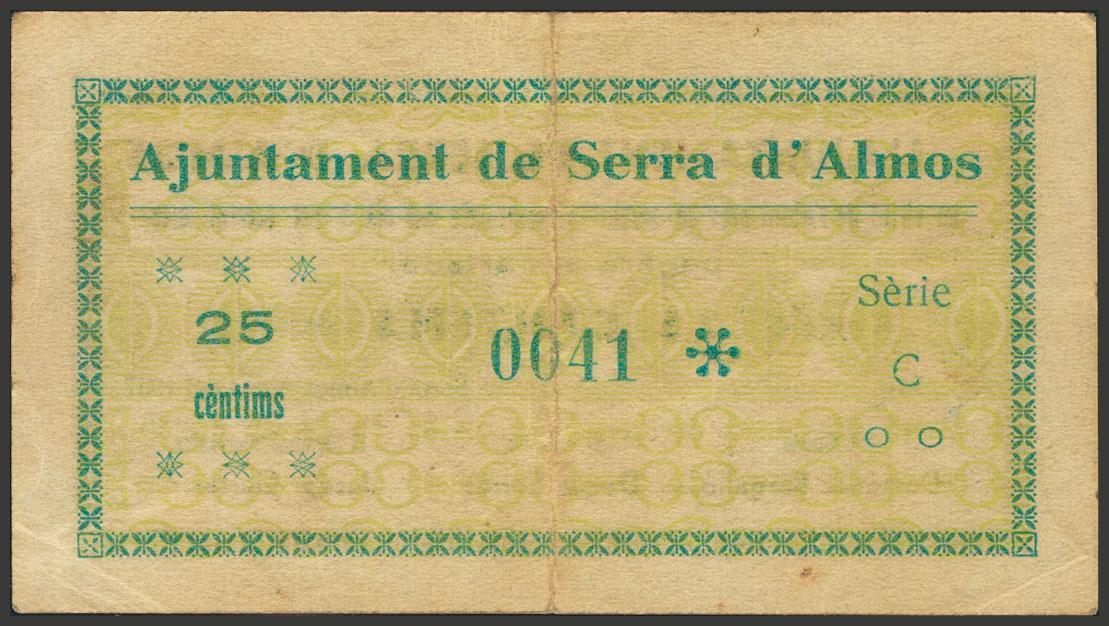 Ajuntament de Serra d'Almos
25
cèntims
0041 *
Sèrie
C